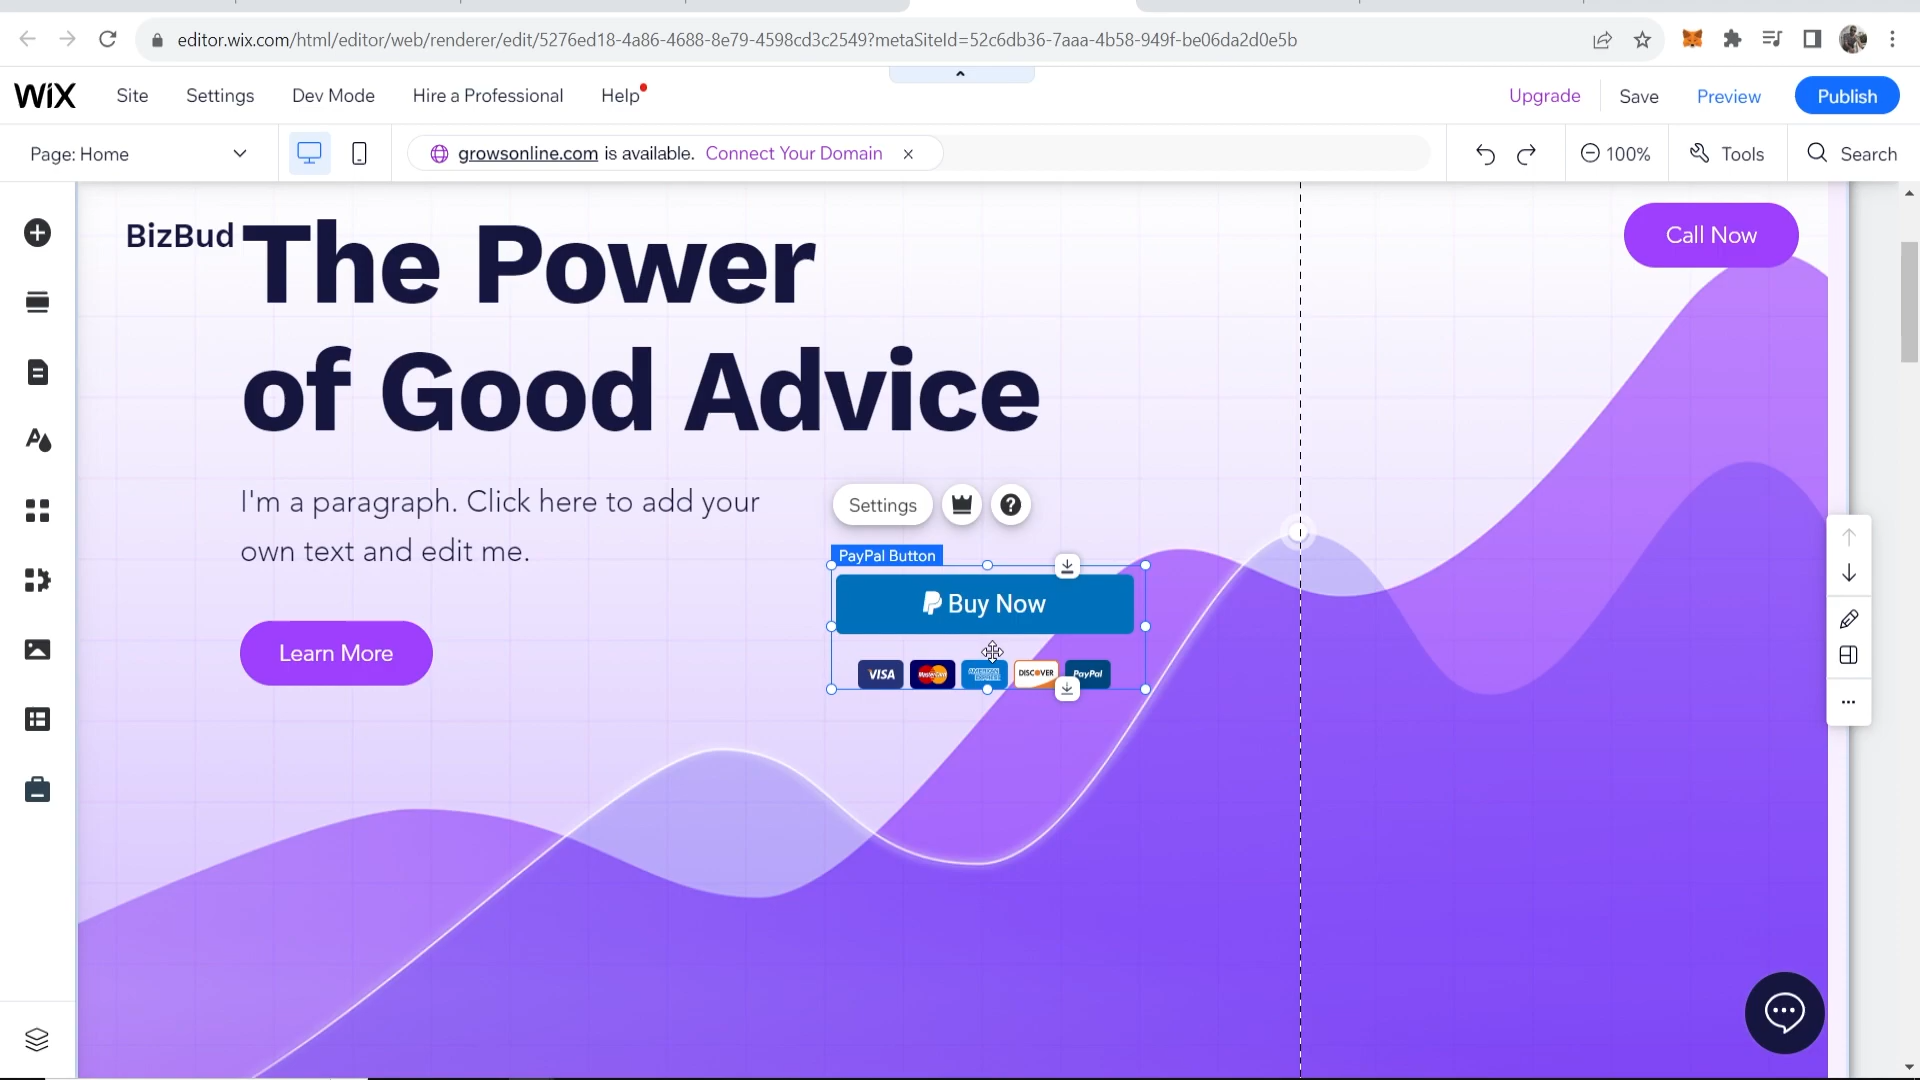 editor.wix.com/html/editor/web/renderer/edit/5276ed18-4a86-4688-8e79-4598cd3c2549?metaSiteId=52c6db36-7aaa-4b58-949f-be06da2d0e5b
WiX Site Settings Dev Mode Hire a Professional Help Upgrade Save Preview Publish
Page: Home growsonline.com is available. Connect Your Domain 100% Tools Search
BizBud
Call Now
The Power
of Good Advice
I'm a paragraph. Click here to add your
own text and edit me.
Settings
PayPal Button
Buy Now
Learn More
VISA MasterCard AMERICAN EXPRESS DISCOVER PayPal